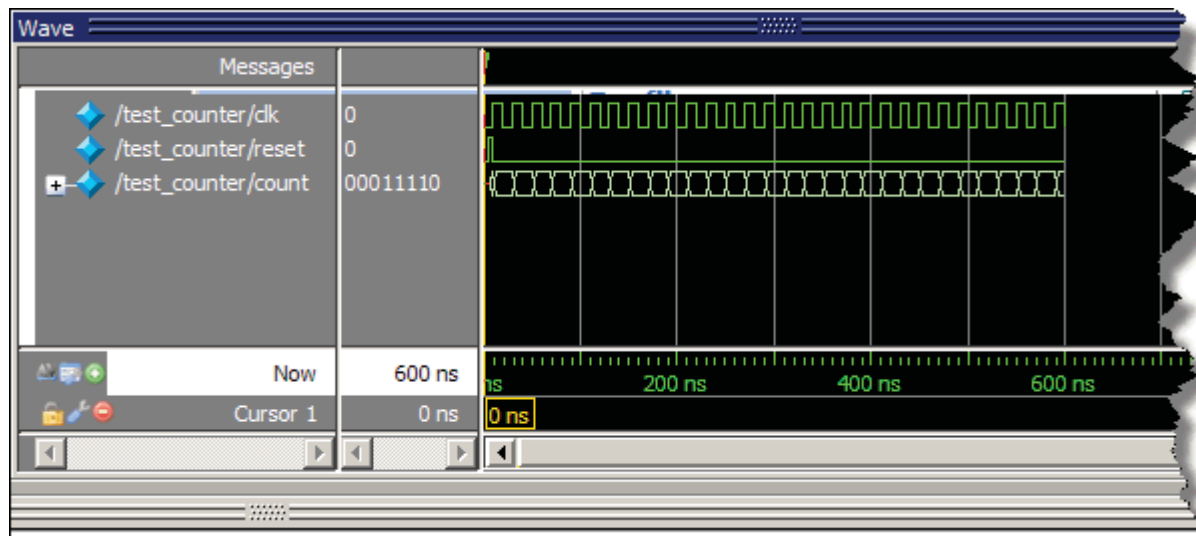 Wave
Messages
/test_counter/clk 0
/test_counter/reset 0
/test_counter/count 00011110
Now 600 ns
ns 200 ns 400 ns 600 ns
Cursor 1 0 ns 0 ns